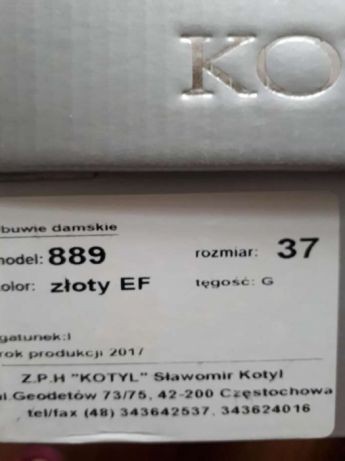 KO
buwie damskie
model: 889 rozmiar: 37
kolor: złoty EF tęgość: G
gatunek:I
rok produkcji 2017
Z.P.H "KOTYL" Sławomir Kotyl
ul.Geodetów 73/75, 42-200 Częstochowa
tel/fax (48) 343642537, 343624016